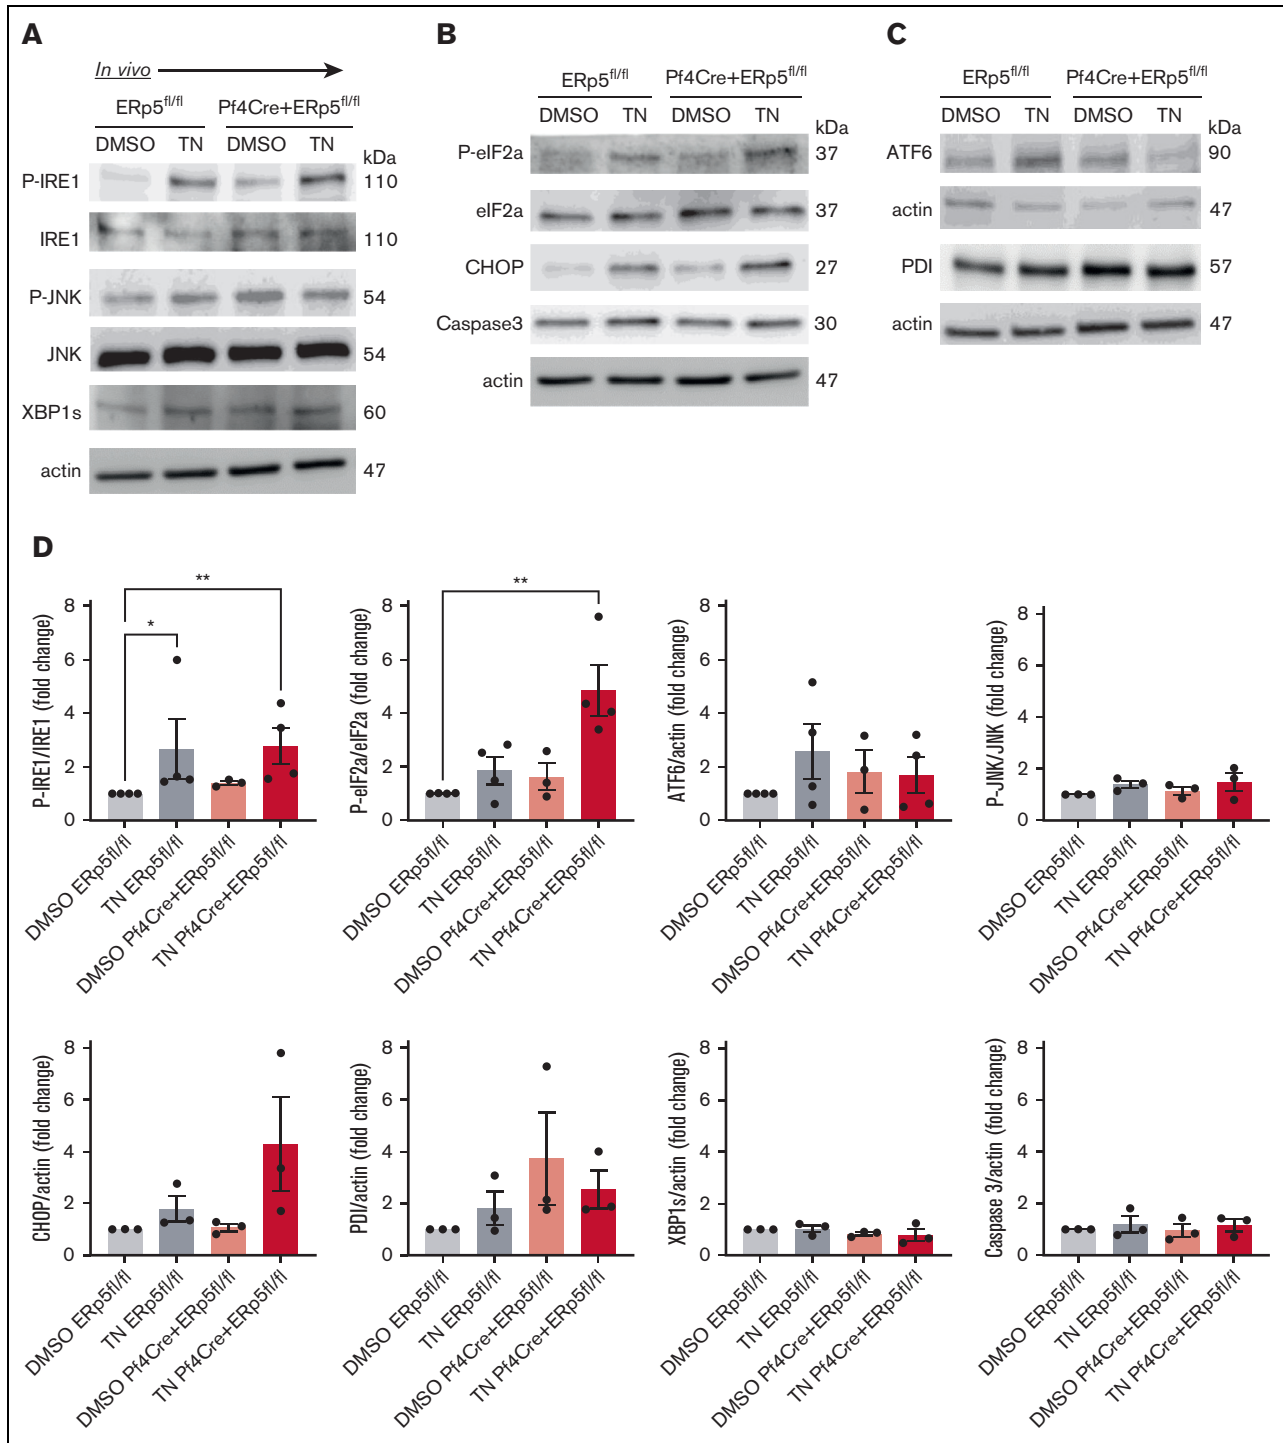 A
In vivo
ERp5fl/fl Pf4Cre+ERp5fl/fl
DMSO TN DMSO TN
kDa
P-IRE1 110
IRE1 110
P-JNK 54
JNK 54
XBP1s 60
actin 47
B
ERp5fl/fl Pf4Cre+ERp5fl/fl
DMSO TN DMSO TN
kDa
P-eIF2a 37
eIF2a 37
CHOP 27
Caspase3 30
actin 47
C
ERp5fl/fl Pf4Cre+ERp5fl/fl
DMSO TN DMSO TN
kDa
ATF6 90
actin 47
PDI 57
actin 47
D
P-IRE1/IRE1 (fold change)
8
6
4
2
0
*
**
DMSO ERp5fl/fl
TN ERp5fl/fl
DMSO Pf4Cre+ERp5fl/fl
TN Pf4Cre+ERp5fl/fl
P-eIF2a/eIF2a (fold change)
8
6
4
2
0
**
DMSO ERp5fl/fl
TN ERp5fl/fl
DMSO Pf4Cre+ERp5fl/fl
TN Pf4Cre+ERp5fl/fl
ATF6/actin (fold change)
8
6
4
2
0
DMSO ERp5fl/fl
TN ERp5fl/fl
DMSO Pf4Cre+ERp5fl/fl
TN Pf4Cre+ERp5fl/fl
P-JNK/JNK (fold change)
8
6
4
2
0
DMSO ERp5fl/fl
TN ERp5fl/fl
DMSO Pf4Cre+ERp5fl/fl
TN Pf4Cre+ERp5fl/fl
CHOP/actin (fold change)
8
6
4
2
0
DMSO ERp5fl/fl
TN ERp5fl/fl
DMSO Pf4Cre+ERp5fl/fl
TN Pf4Cre+ERp5fl/fl
PDI/actin (fold change)
8
6
4
2
0
DMSO ERp5fl/fl
TN ERp5fl/fl
DMSO Pf4Cre+ERp5fl/fl
TN Pf4Cre+ERp5fl/fl
XBP1s/actin (fold change)
8
6
4
2
0
DMSO ERp5fl/fl
TN ERp5fl/fl
DMSO Pf4Cre+ERp5fl/fl
TN Pf4Cre+ERp5fl/fl
Caspase 3/actin (fold change)
8
6
4
2
0
DMSO ERp5fl/fl
TN ERp5fl/fl
DMSO Pf4Cre+ERp5fl/fl
TN Pf4Cre+ERp5fl/fl